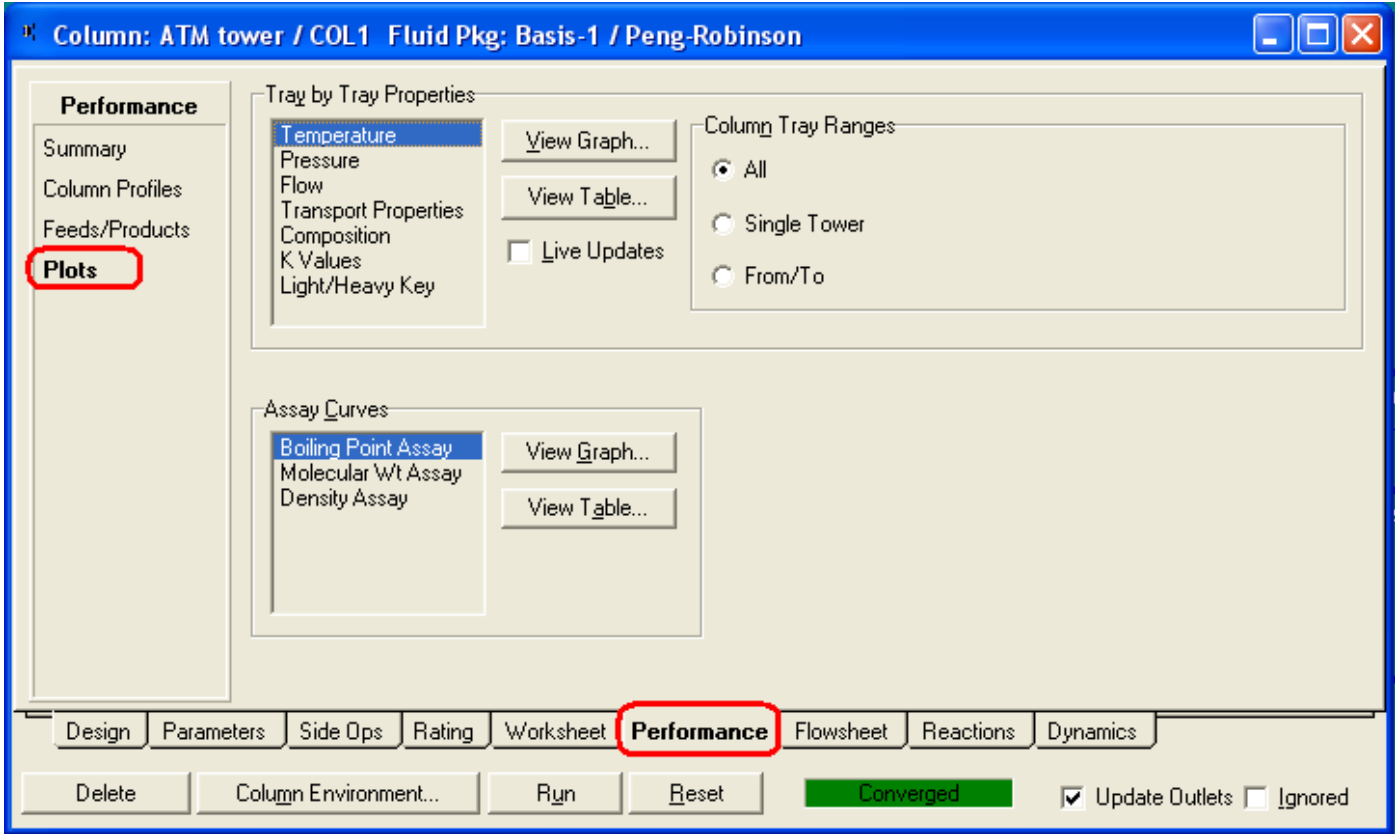 Column: ATM tower / COL1 Fluid Pkg: Basis-1 / Peng-Robinson
Performance
Summary
Column Profiles
Feeds/Products
Plots
Tray by Tray Properties
Temperature
Pressure
Flow
Transport Properties
Composition
K Values
Light/Heavy Key
View Graph...
View Table...
Live Updates
Column Tray Ranges
All
Single Tower
From/To
Assay Curves
Boiling Point Assay
Molecular Wt Assay
Density Assay
View Graph...
View Table...
Design Parameters Side Ops Rating Worksheet Performance Flowsheet Reactions Dynamics
Delete Column Environment... Run Reset Converged Update Outlets Ignored